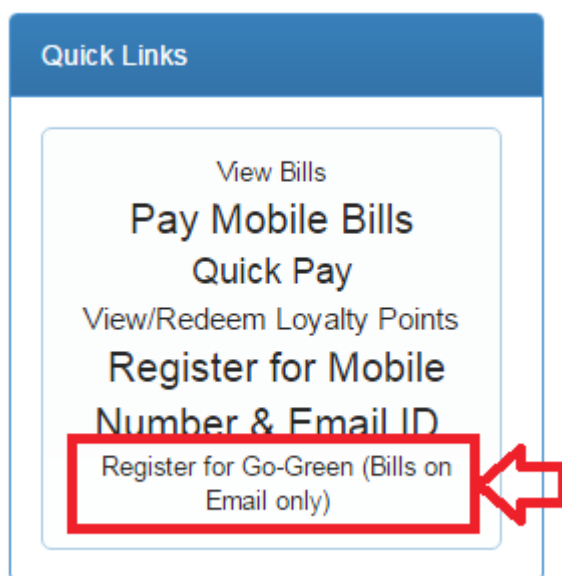 Quick Links
View Bills
Pay Mobile Bills
Quick Pay
View/Redeem Loyalty Points
Register for Mobile
Number & Email ID
Register for Go-Green (Bills on
Email only)